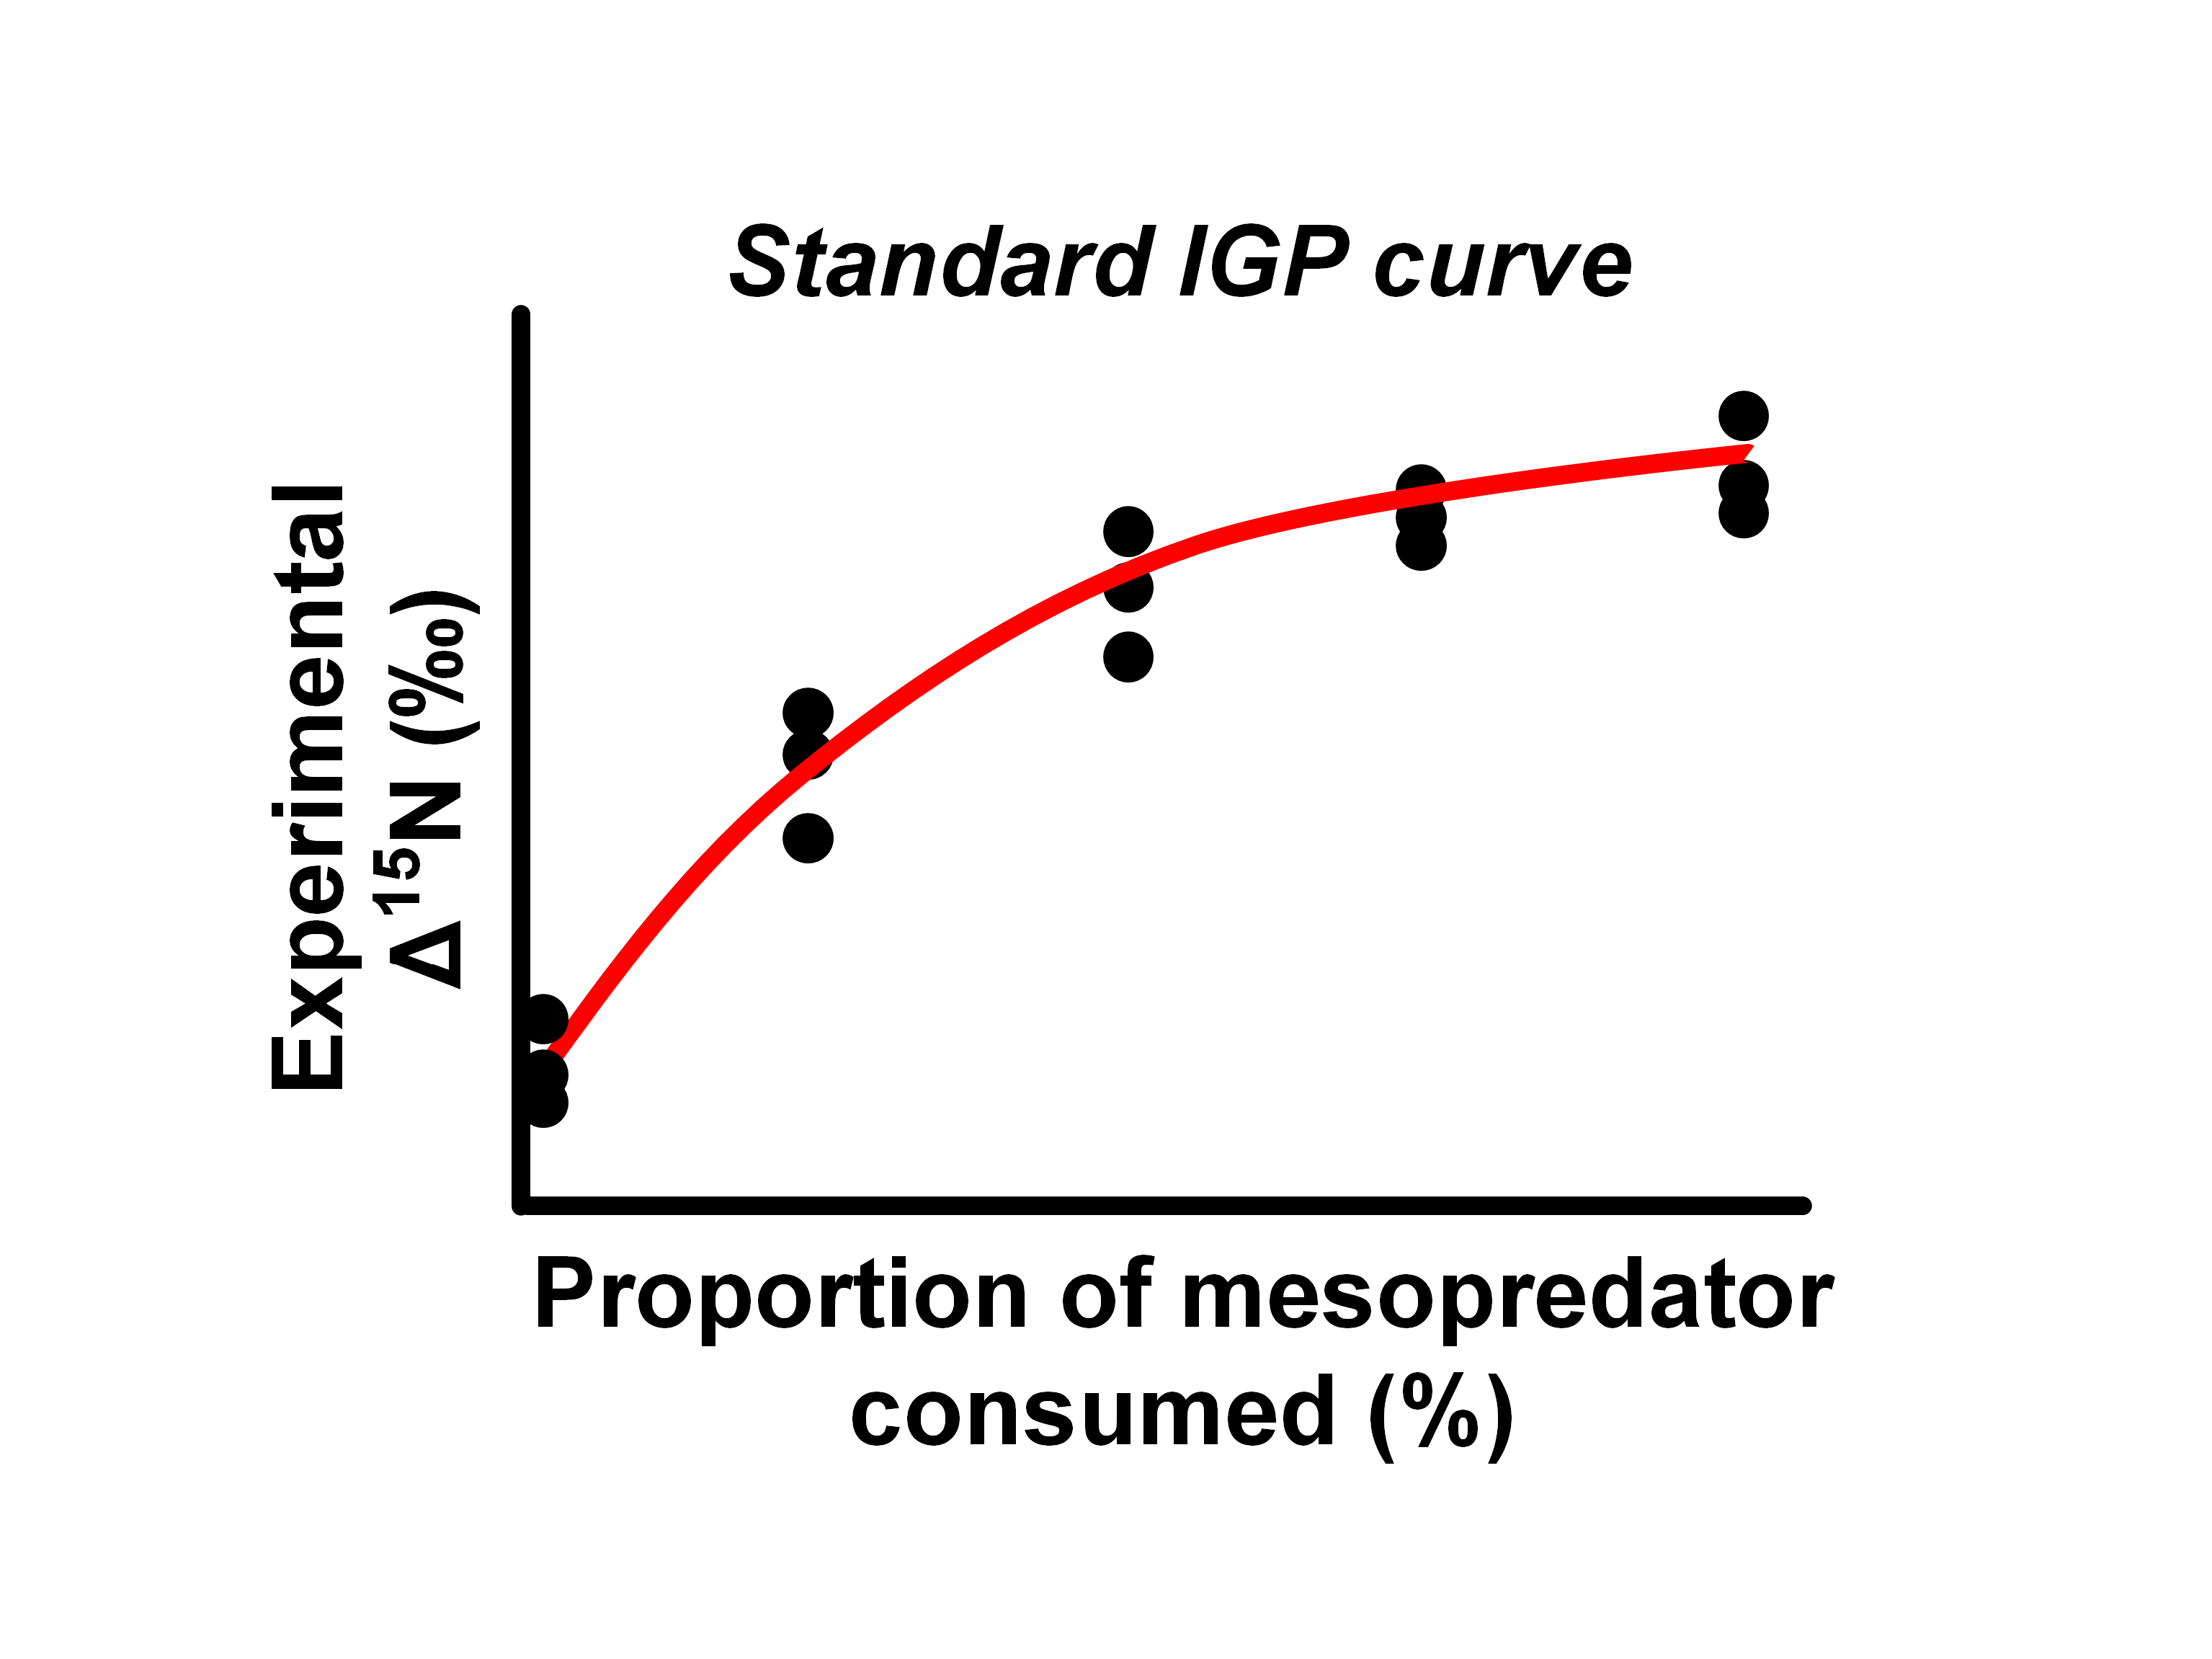 Standard IGP curve
Experimental
Δ¹⁵N (‰)
Proportion of mesopredator
consumed (%)